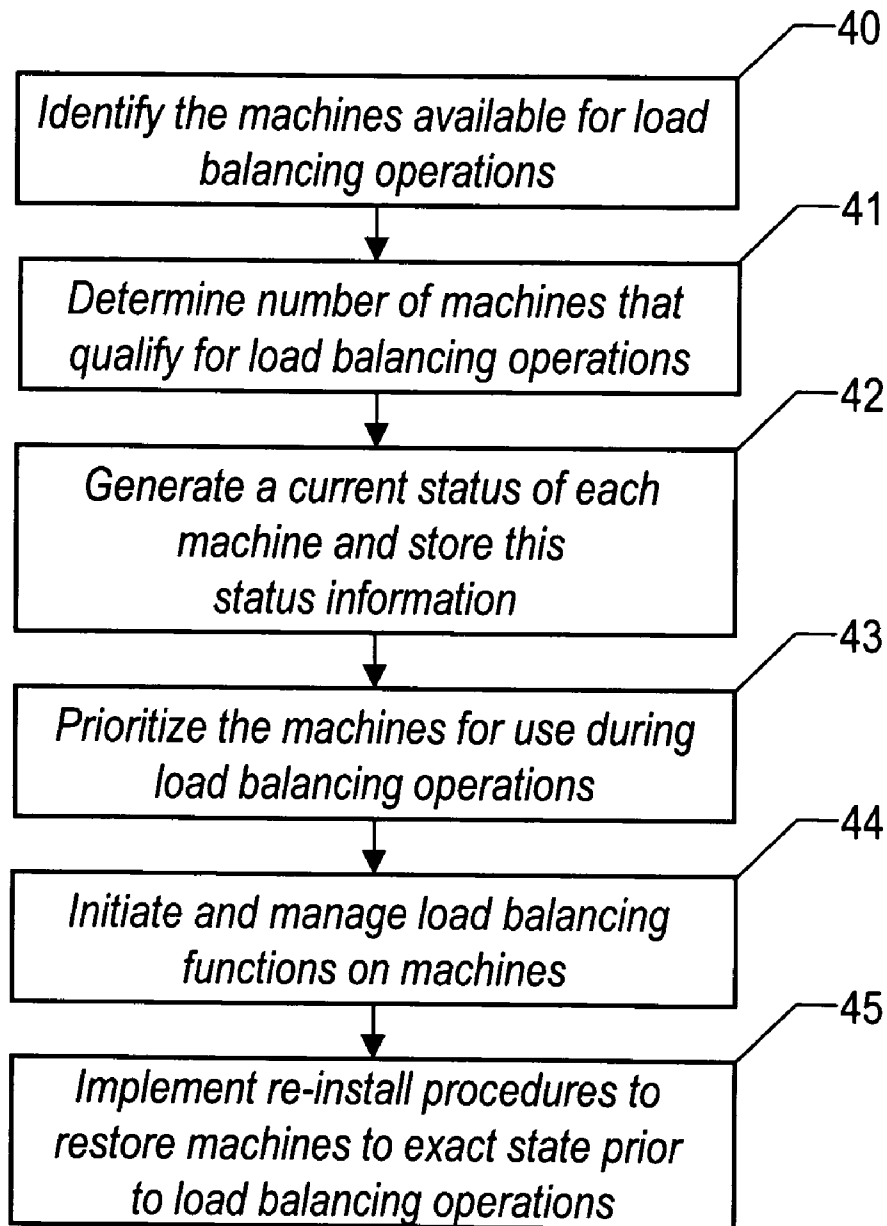 40
Identify the machines available for load
balancing operations
41
Determine number of machines that
qualify for load balancing operations
42
Generate a current status of each
machine and store this
status information
43
Prioritize the machines for use during
load balancing operations
44
Initiate and manage load balancing
functions on machines
45
Implement re-install procedures to
restore machines to exact state prior
to load balancing operations